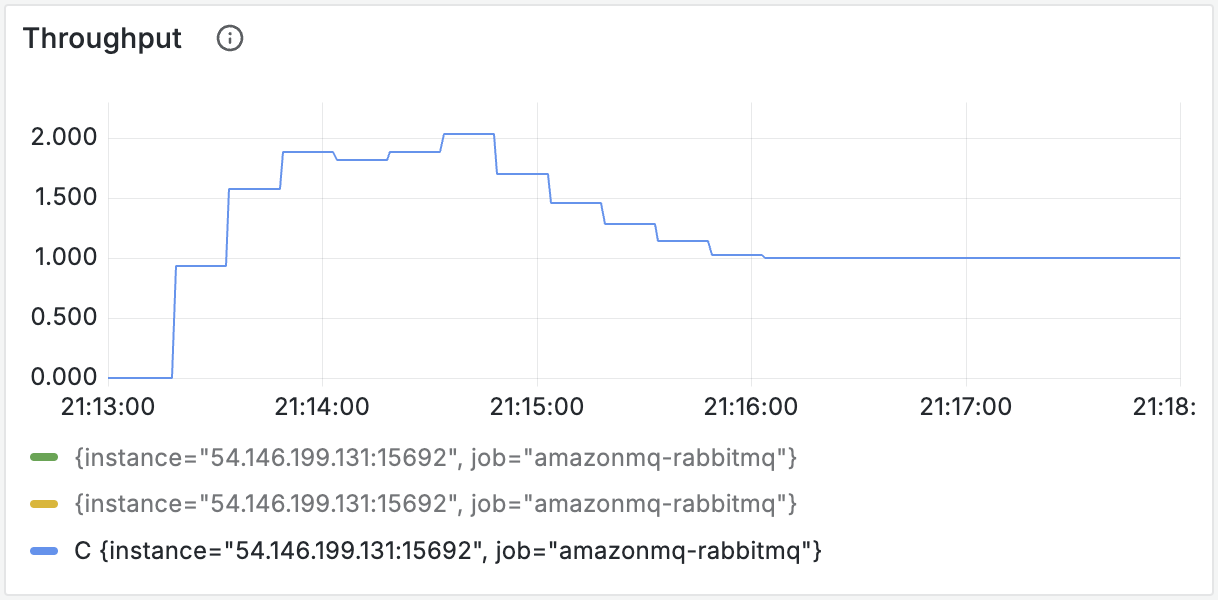 Throughput
2.000
1.500
1.000
0.500
0.000
21:13:00 21:14:00 21:15:00 21:16:00 21:17:00 21:18:
{instance="54.146.199.131:15692", job="amazonmq-rabbitmq"}
{instance="54.146.199.131:15692", job="amazonmq-rabbitmq"}
C {instance="54.146.199.131:15692", job="amazonmq-rabbitmq"}